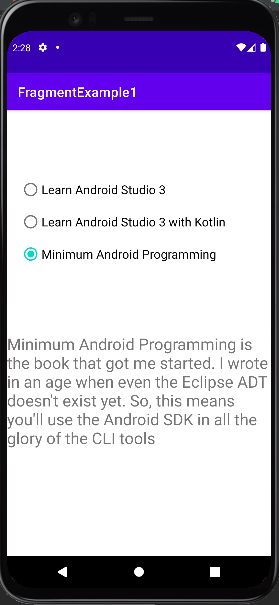 2:28
FragmentExample1
Learn Android Studio 3
Learn Android Studio 3 with Kotlin
Minimum Android Programming
Minimum Android Programming is
the book that got me started. I wrote
in an age when even the Eclipse ADT
doesn't exist yet. So, this means
you'll use the Android SDK in all the
glory of the CLI tools